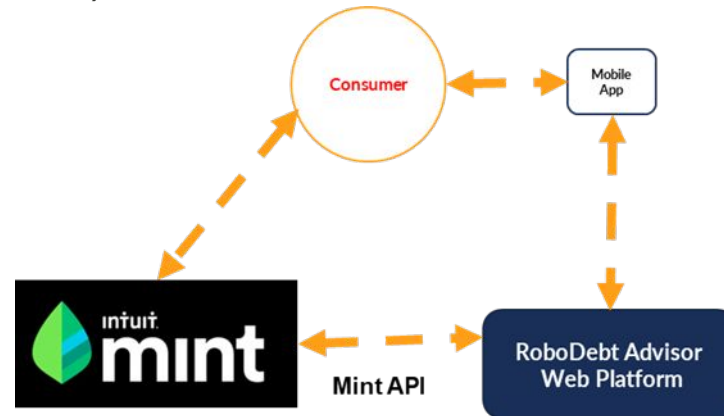 Consumer
Mobile
App
intuit
mint
Mint API
RoboDebt Advisor
Web Platform